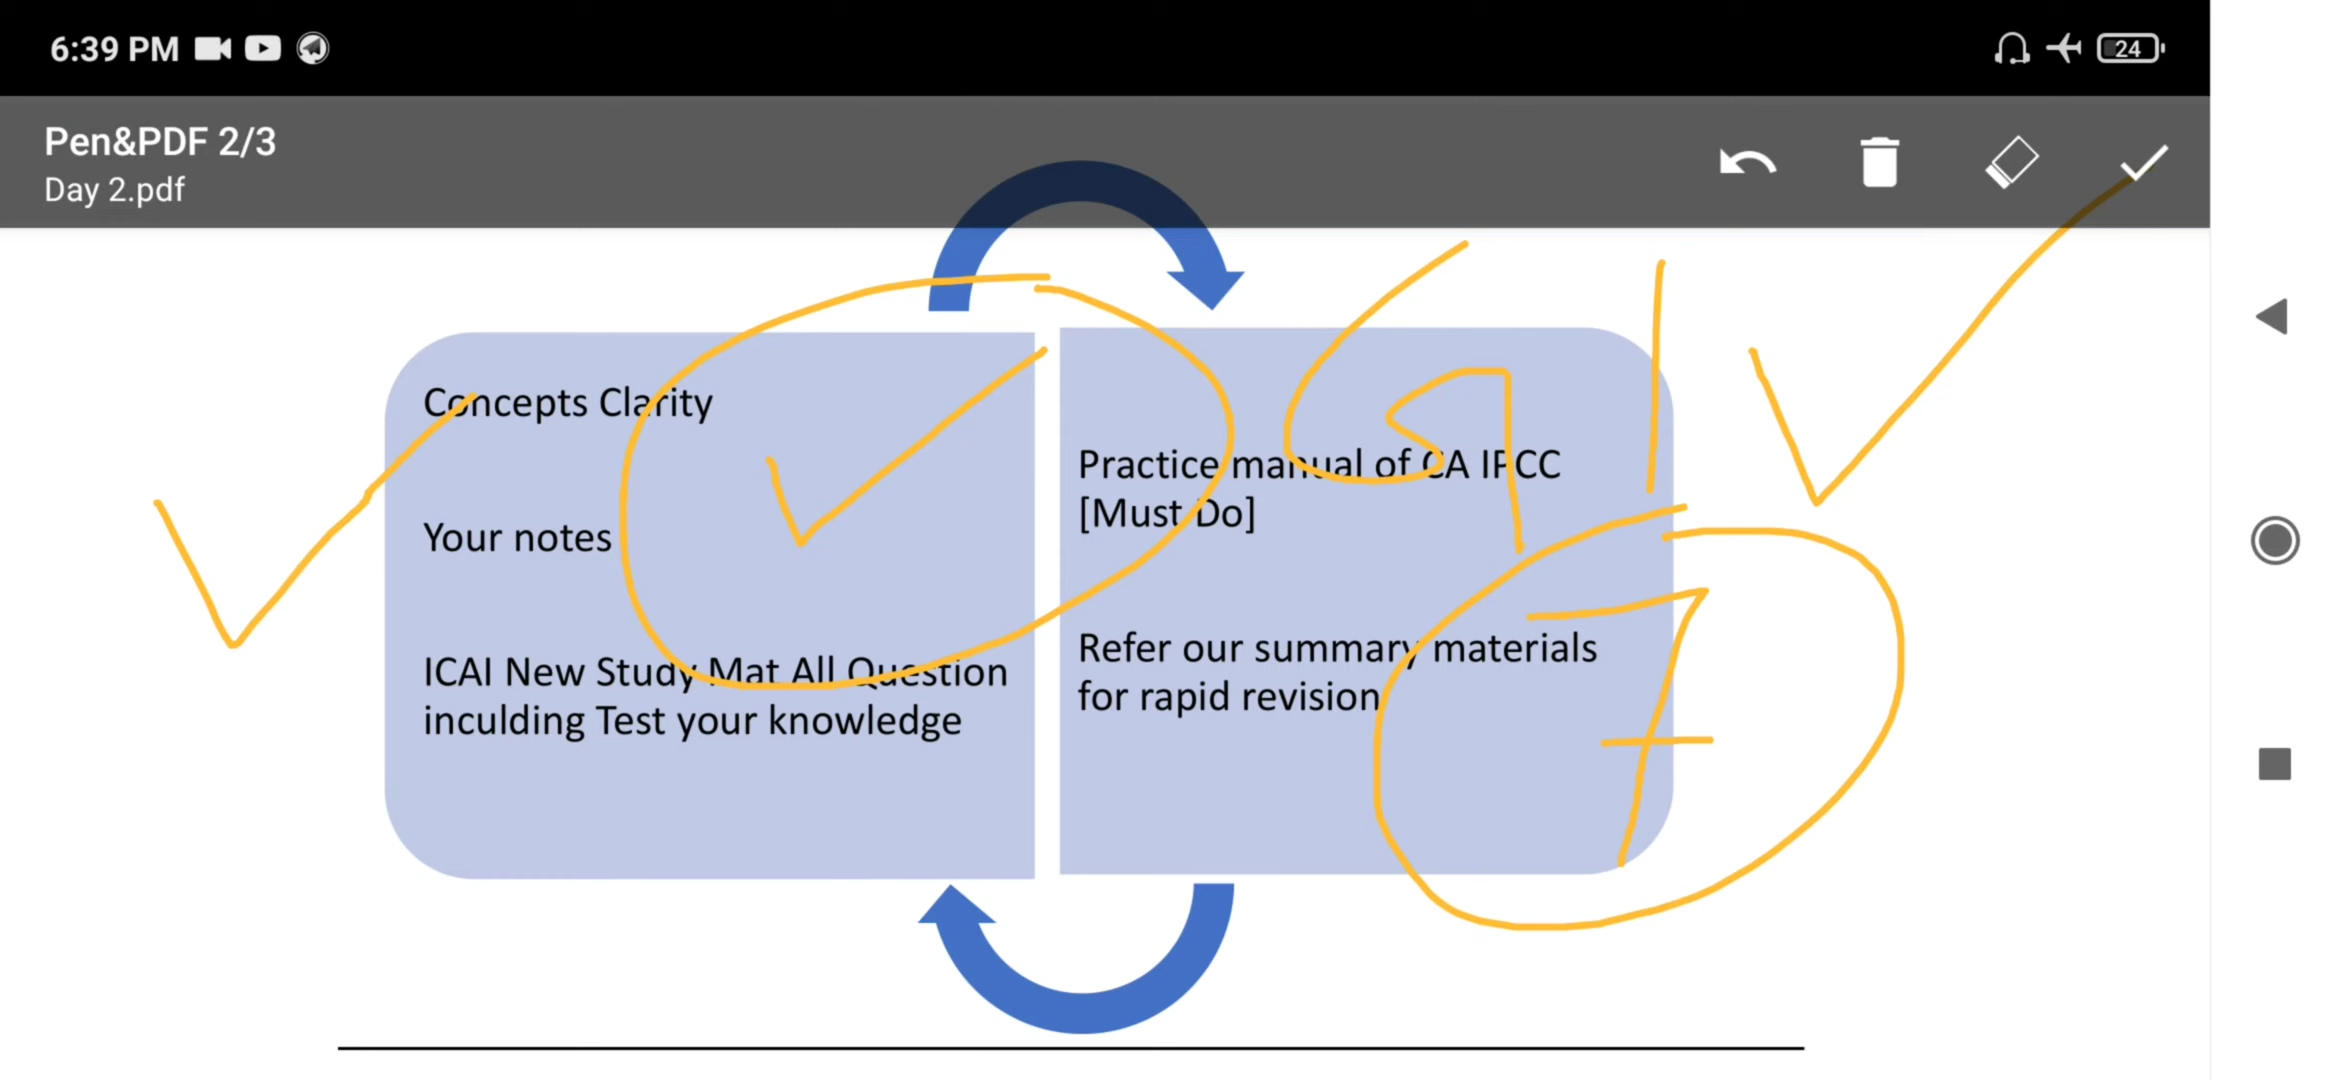 6:39 PM
24
Pen&PDF 2/3
Day 2.pdf
Concepts Clarity
Your notes
ICAI New Study Mat All Question
inculding Test your knowledge
Practice manual of CA IPCC
[Must Do]
Refer our summary materials
for rapid revision
7